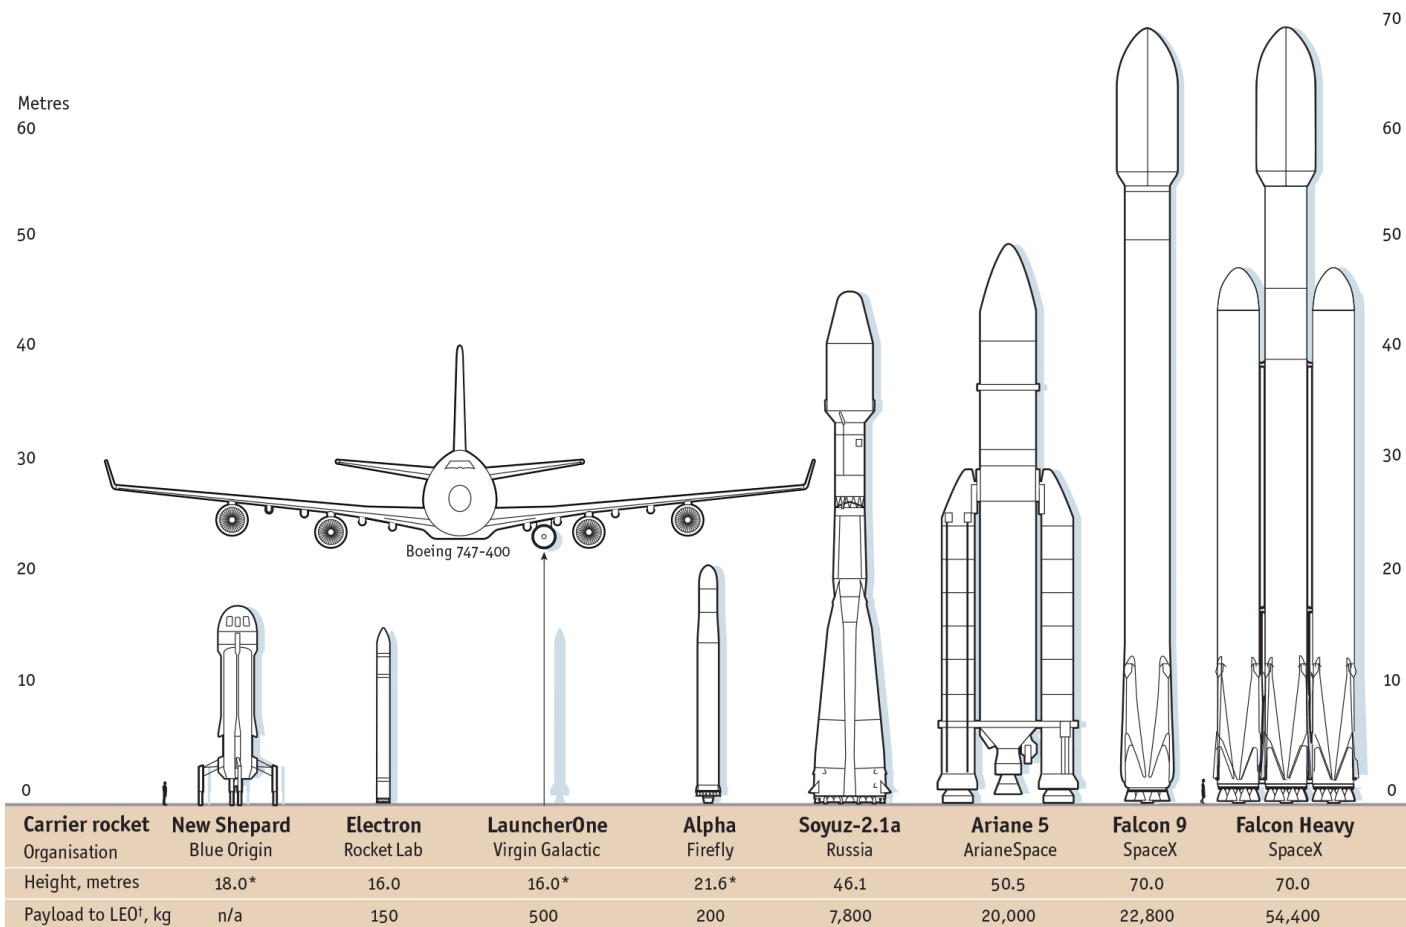 70
Metres
60 60
50 50
40 40
30 30
Boeing 747-400
20 20
10 10
0 0
Carrier rocket New Shepard Electron LauncherOne Alpha Soyuz-2.1a Ariane 5 Falcon 9 Falcon Heavy
Organisation Blue Origin Rocket Lab Virgin Galactic Firefly Russia ArianeSpace SpaceX SpaceX
Height, metres 18.0* 16.0 16.0* 21.6* 46.1 50.5 70.0 70.0
Payload to LEO†, kg n/a 150 500 200 7,800 20,000 22,800 54,400